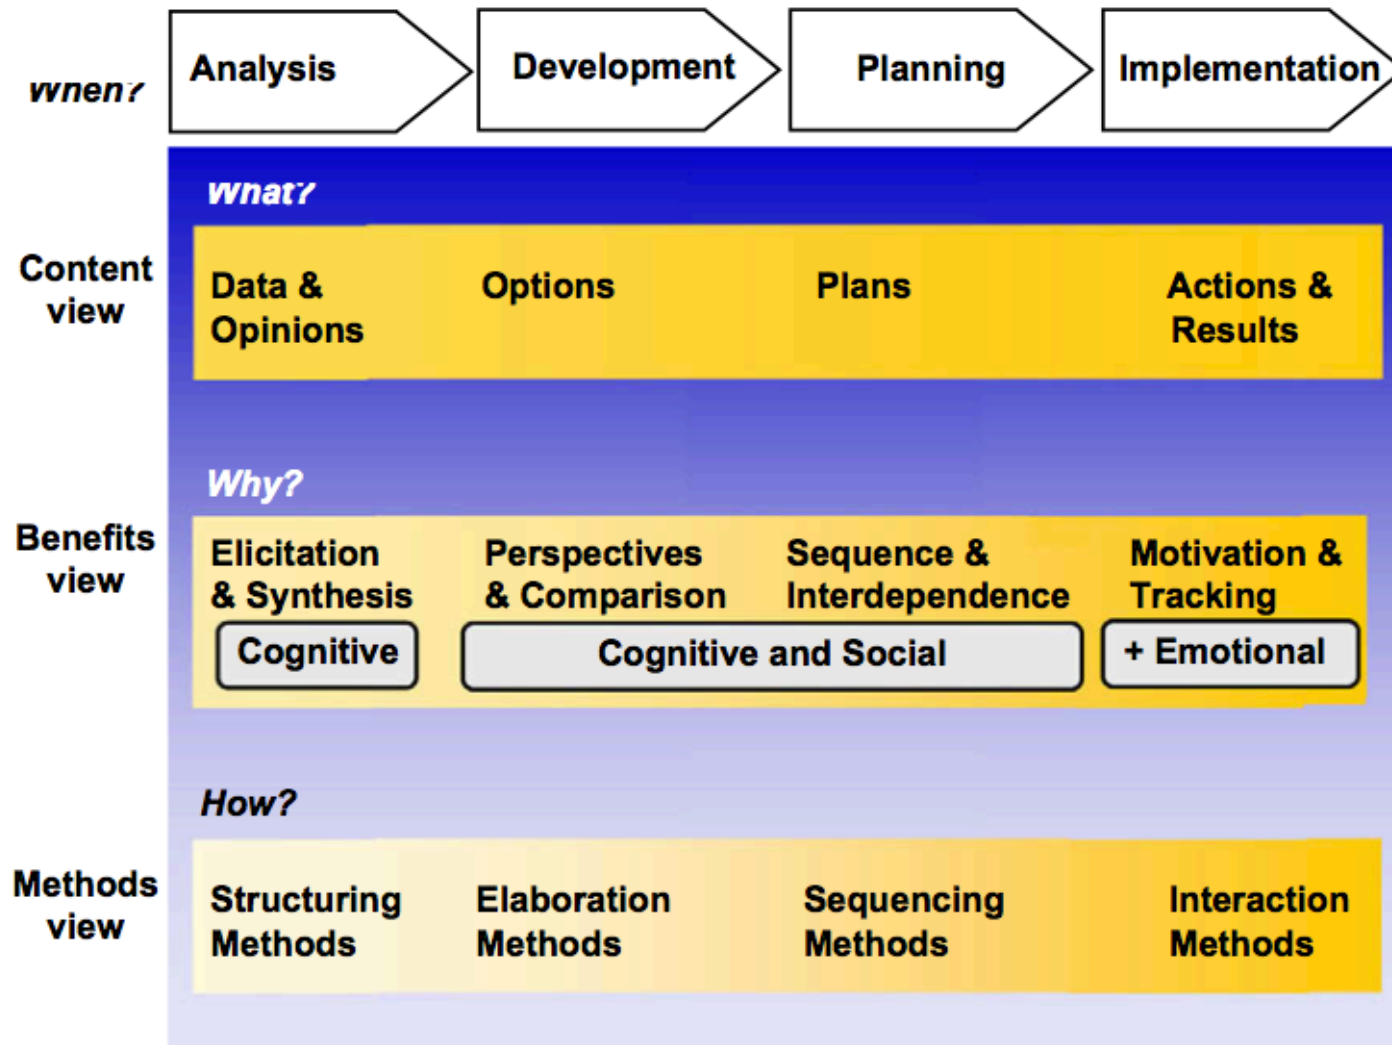 When?
Analysis
Development
Planning
Implementation
What?
Content
view
Data &
Opinions
Options
Plans
Actions &
Results
Why?
Benefits
view
Elicitation
& Synthesis
Perspectives
& Comparison
Sequence &
Interdependence
Motivation &
Tracking
Cognitive
Cognitive and Social
+ Emotional
How?
Methods
view
Structuring
Methods
Elaboration
Methods
Sequencing
Methods
Interaction
Methods